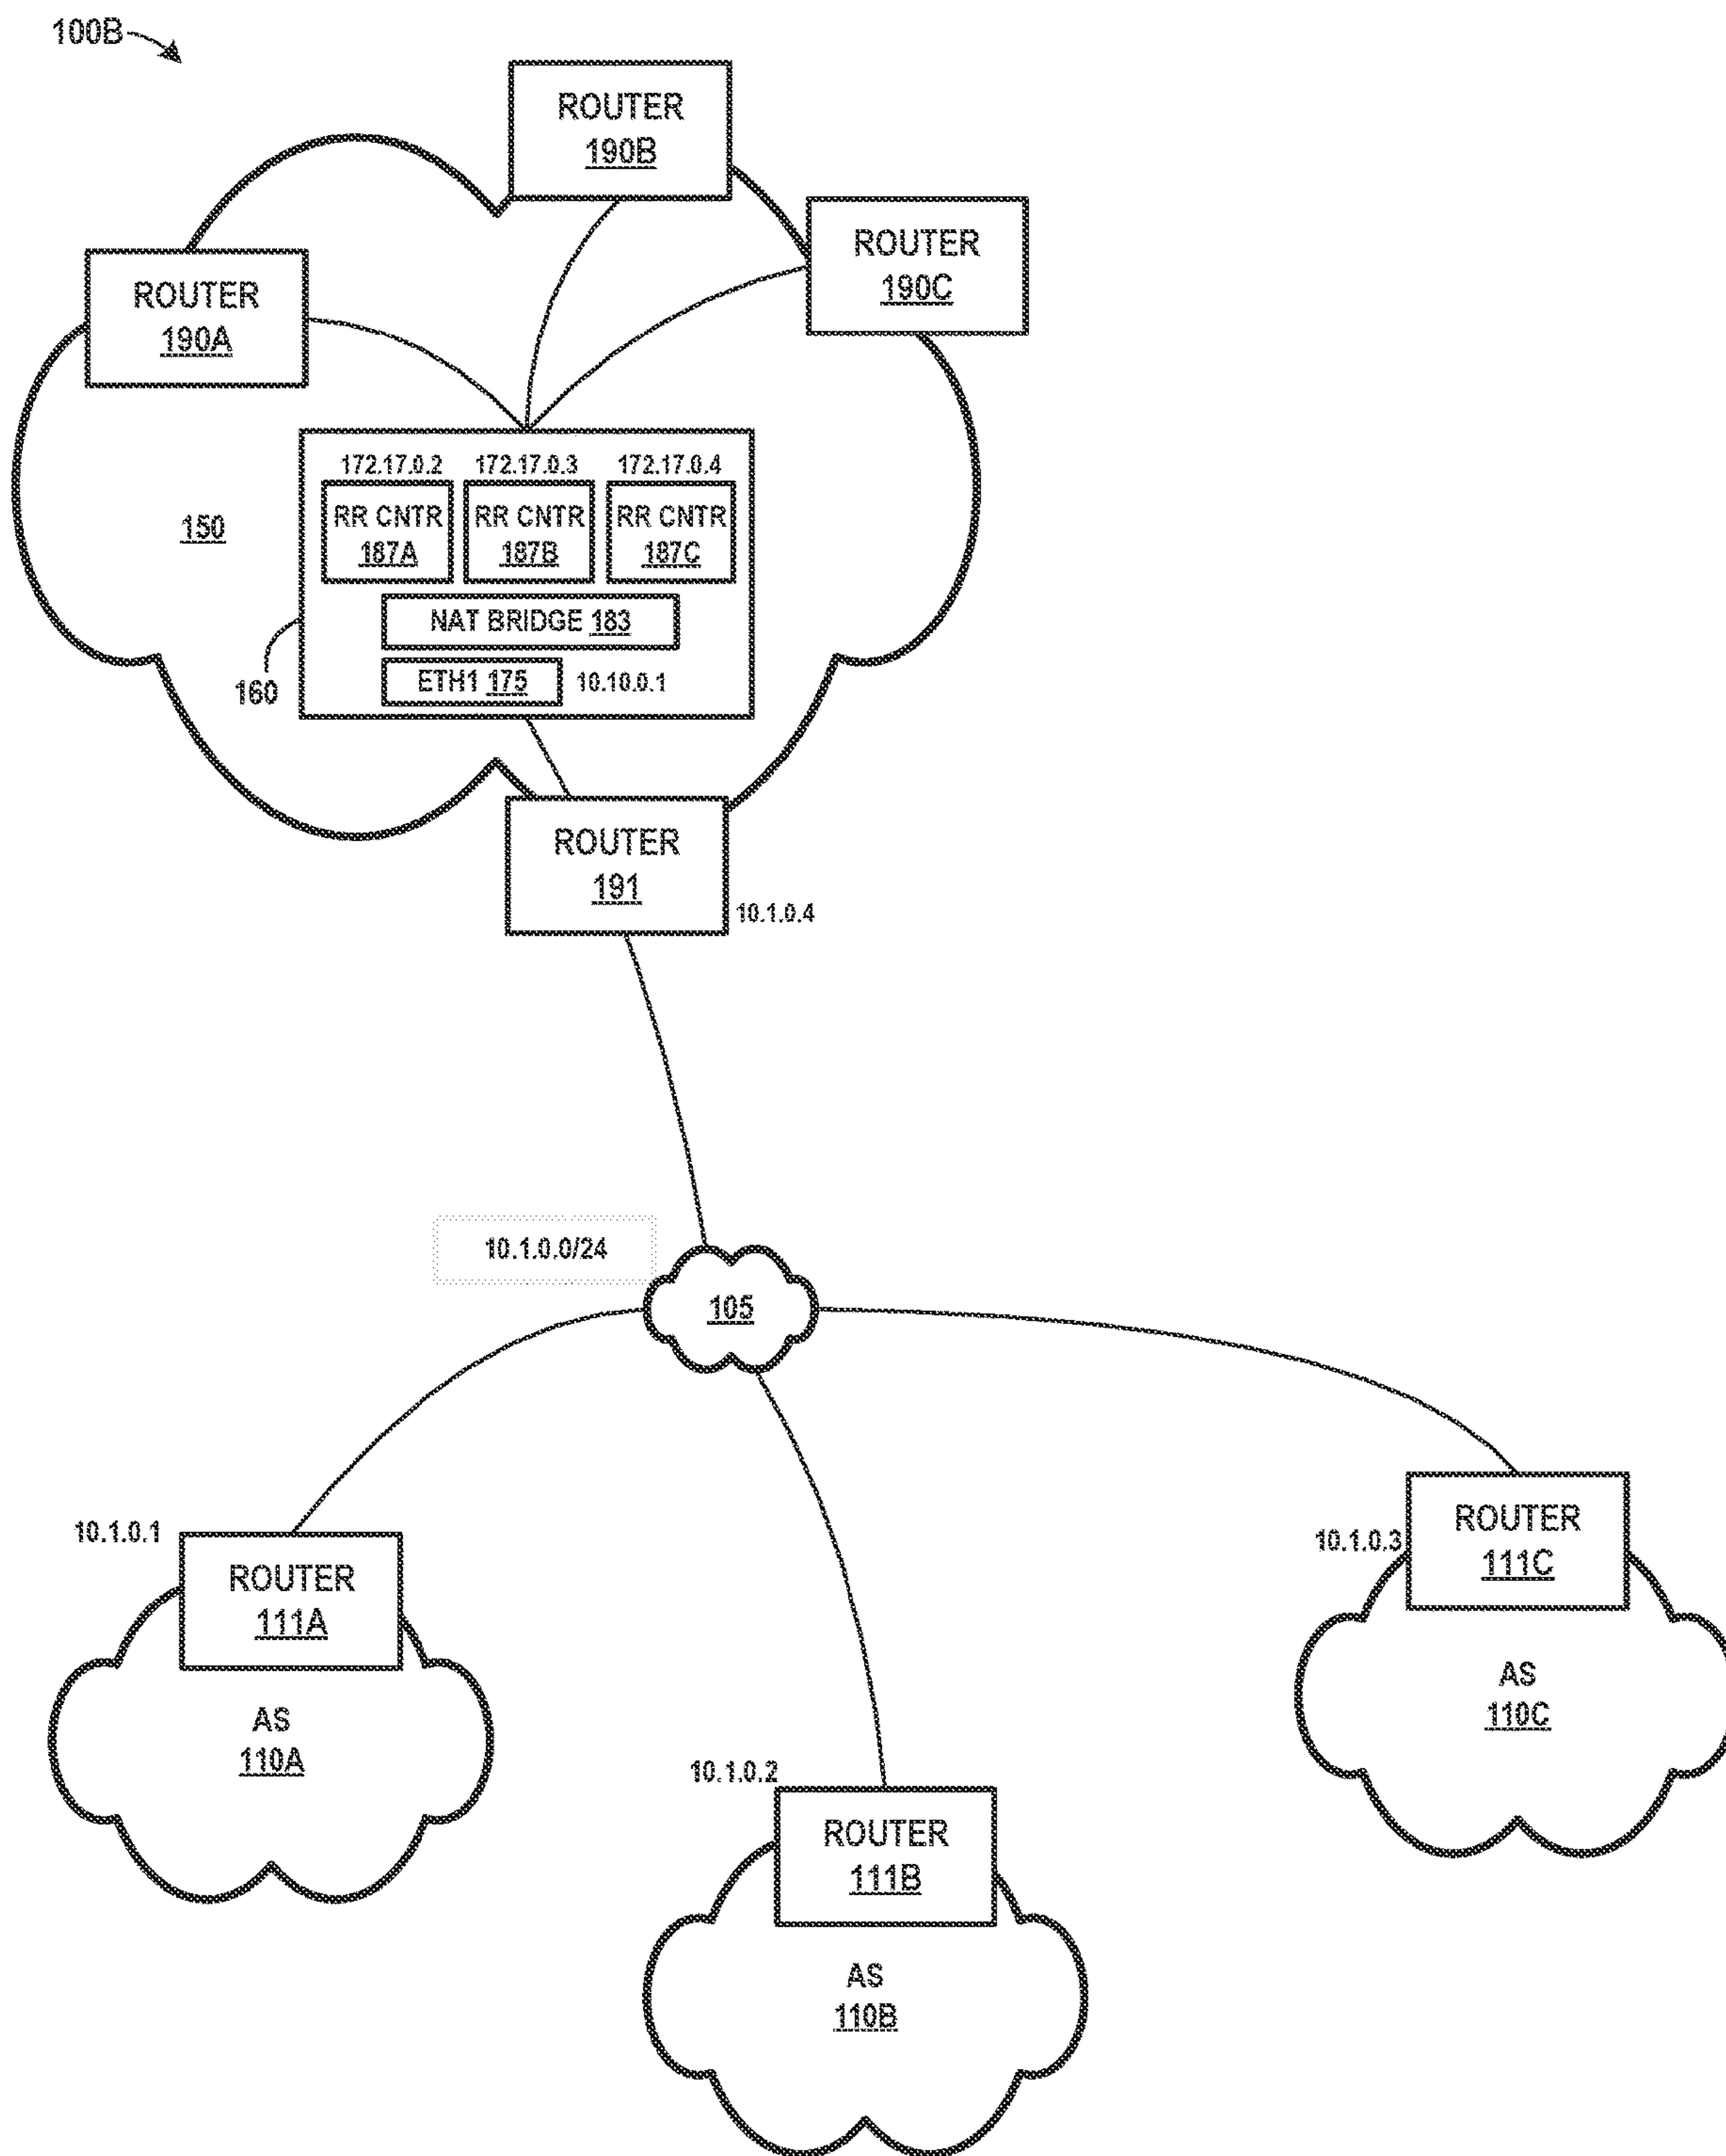 100B
ROUTER
190B
ROUTER
190C
ROUTER
190A
172.17.0.2 172.17.0.3 172.17.0.4
RR CNTR RR CNTR RR CNTR
187A 187B 187C
150
NAT BRIDGE 183
ETH1 175 10.10.0.1
160
ROUTER
191
10.1.0.4
10.1.0.0/24
105
10.1.0.1
ROUTER
111A
AS
110A
10.1.0.3
ROUTER
111C
AS
110C
10.1.0.2
ROUTER
111B
AS
110B